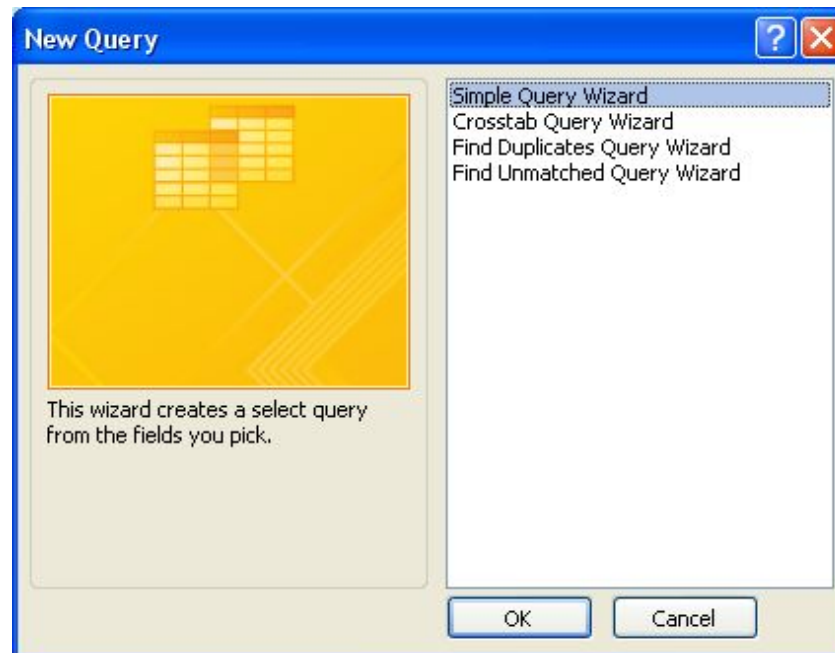 New Query
Simple Query Wizard
Crosstab Query Wizard
Find Duplicates Query Wizard
Find Unmatched Query Wizard
This wizard creates a select query
from the fields you pick.
OK
Cancel